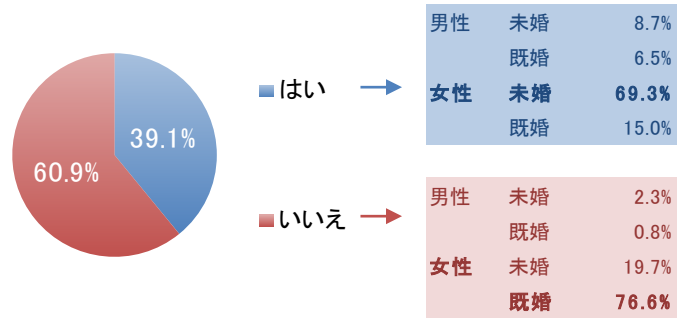 39.1%
60.9%
はい
いいえ
男性 未婚 8.7%
既婚 6.5%
女性 未婚 69.3%
既婚 15.0%
男性 未婚 2.3%
既婚 0.8%
女性 未婚 19.7%
既婚 76.6%